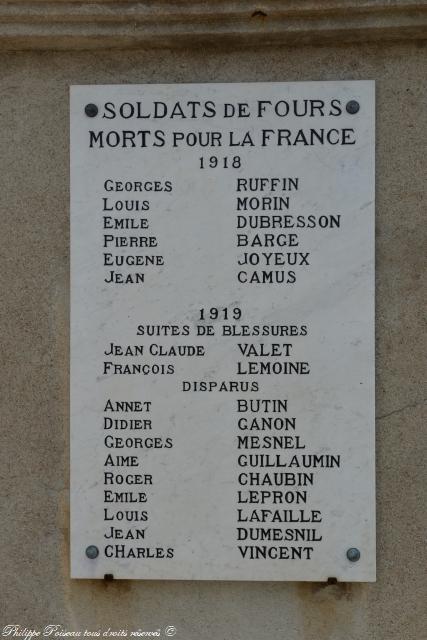 SOLDATS DE FOURS
MORTS POUR LA FRANCE
1918
GEORGES RUFFIN
LOUIS MORIN
EMILE DUBRESSON
PIERRE BARGE
EUGENE JOYEUX
JEAN CAMUS
1919
SUITES DE BLESSURES
JEAN CLAUDE VALET
FRANÇOIS LEMOINE
DISPARUS
ANNET BUTIN
DIDIER GANON
GEORGES MESNEL
AIME GUILLAUMIN
ROGER CHAUBIN
EMILE LEPRON
LOUIS LAFAILLE
JEAN DUMESNIL
CHARLES VINCENT
Philippe Poiseau tous droits réservés ©